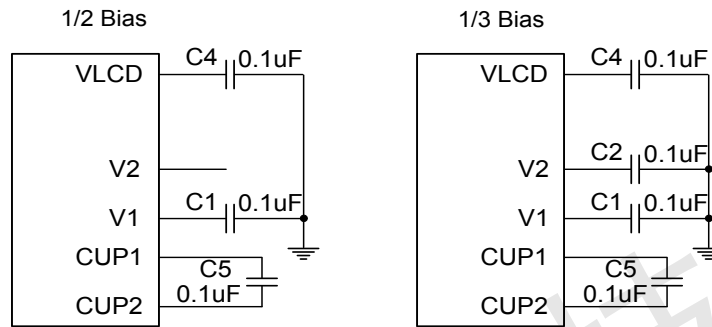 1/2 Bias
VLCD
C4
0.1uF
V2
V1
C1
0.1uF
CUP1
CUP2
C5
0.1uF
1/3 Bias
VLCD
C4
0.1uF
V2
C2
0.1uF
V1
C1
0.1uF
CUP1
CUP2
C5
0.1uF